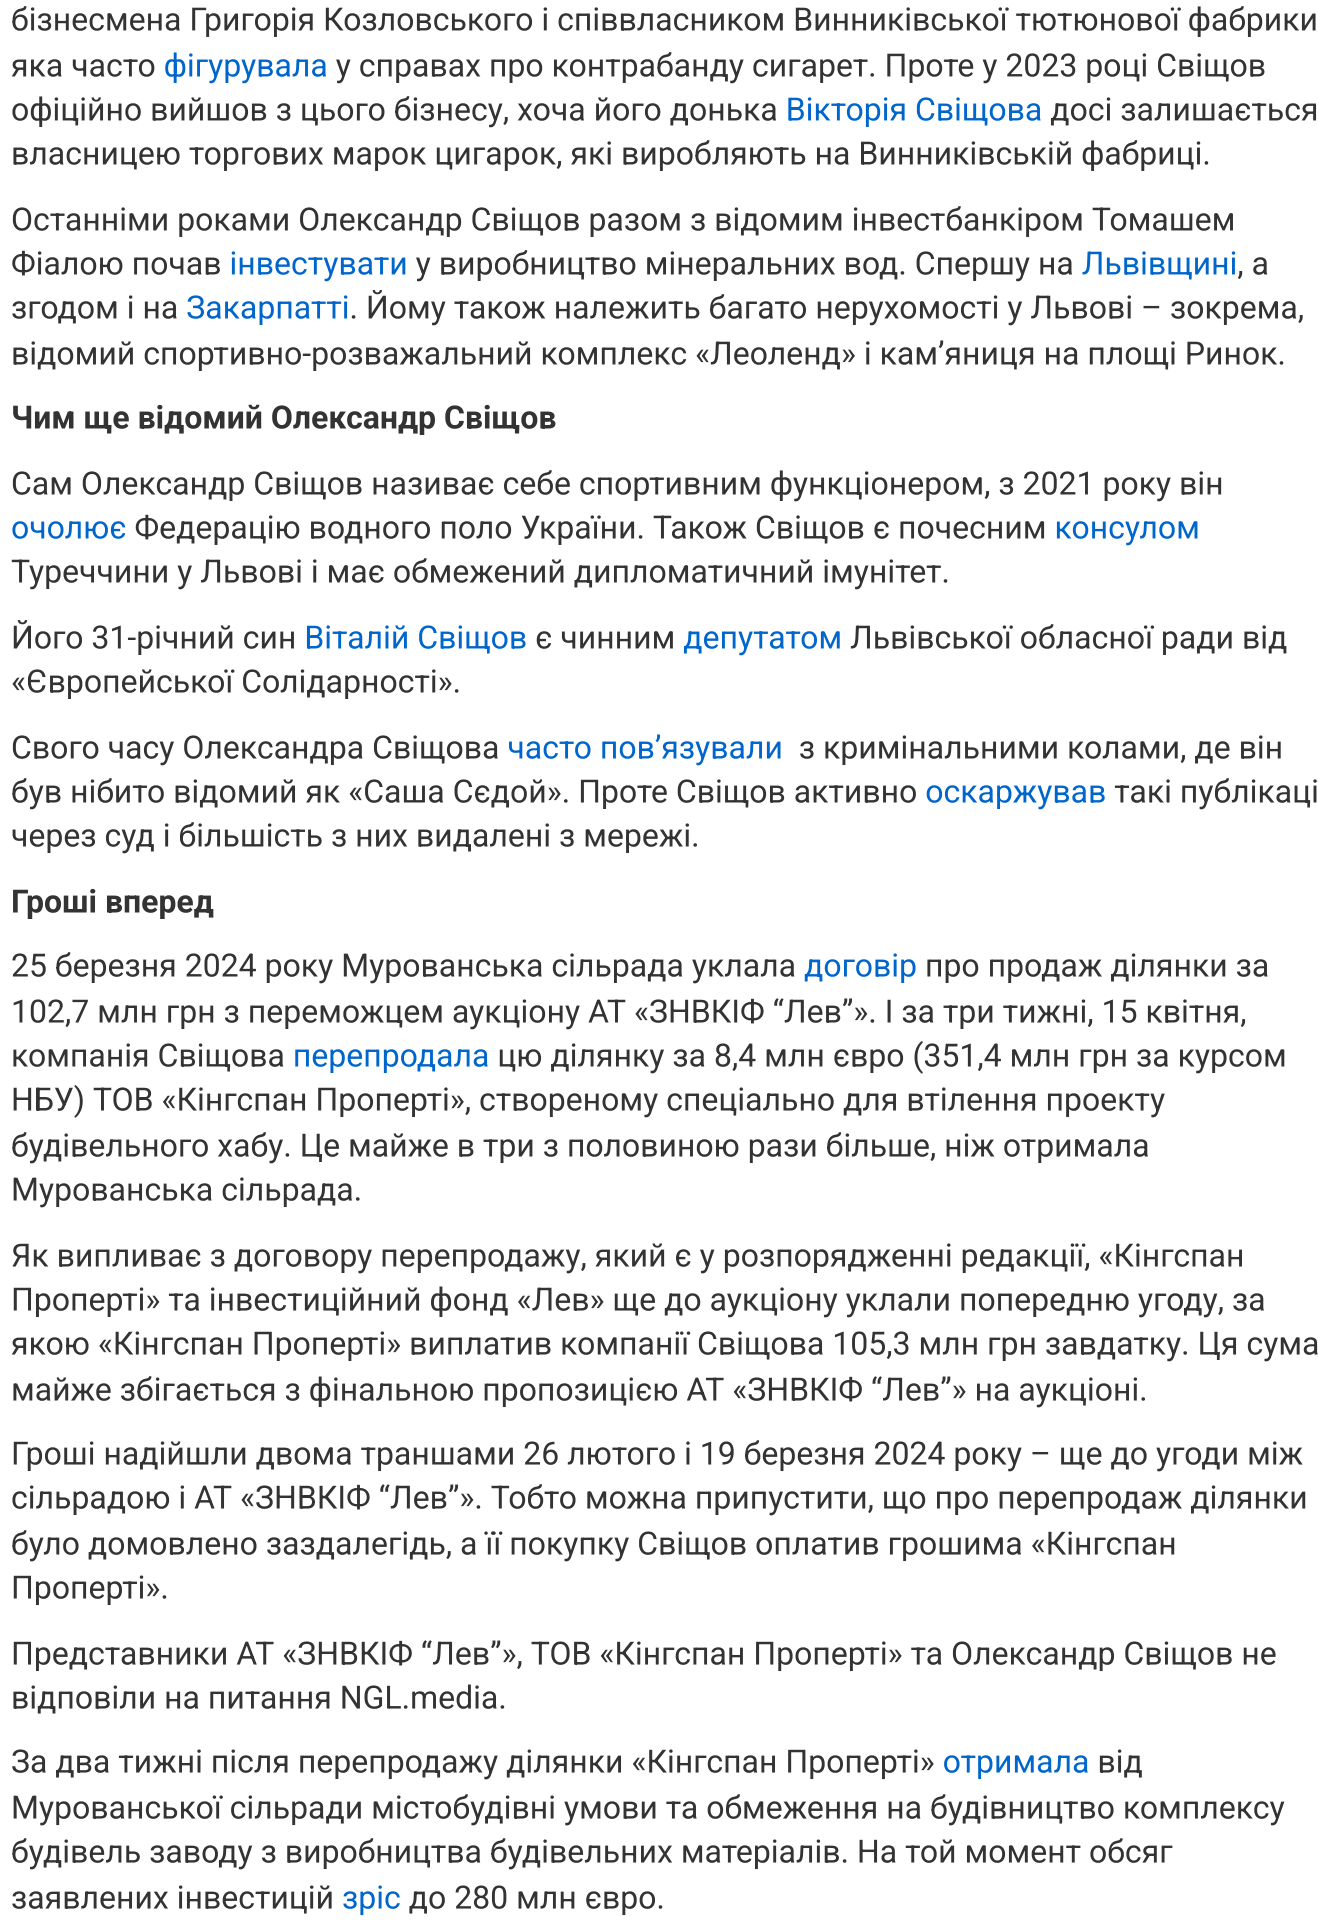 бізнесмена Григорія Козловського і співвласником Винниківської тютюнової фабрики
яка часто фігурувала у справах про контрабанду сигарет. Проте у 2023 році Свіщов
офіційно вийшов з цього бізнесу, хоча його донька Вікторія Свіщова досі залишається
власницею торгових марок цигарок, які виробляють на Винниківській фабриці.
Останніми роками Олександр Свіщов разом з відомим інвестбанкіром Томашем
Фіалою почав інвестувати у виробництво мінеральних вод. Спершу на Львівщині, а
згодом і на Закарпатті. Йому також належить багато нерухомості у Львові – зокрема,
відомий спортивно-розважальний комплекс «Леоленд» і кам’яниця на площі Ринок.
Чим ще відомий Олександр Свіщов
Сам Олександр Свіщов називає себе спортивним функціонером, з 2021 року він
очолює Федерацію водного поло України. Також Свіщов є почесним консулом
Туреччини у Львові і має обмежений дипломатичний імунітет.
Його 31-річний син Віталій Свіщов є чинним депутатом Львівської обласної ради від
«Європейської Солідарності».
Свого часу Олександра Свіщова часто пов’язували з кримінальними колами, де він
був нібито відомий як «Саша Сєдой». Проте Свіщов активно оскаржував такі публікаці
через суд і більшість з них видалені з мережі.
Гроші вперед
25 березня 2024 року Мурованська сільрада уклала договір про продаж ділянки за
102,7 млн грн з переможцем аукціону АТ «ЗНВКІФ “Лев”». І за три тижні, 15 квітня,
компанія Свіщова перепродала цю ділянку за 8,4 млн євро (351,4 млн грн за курсом
НБУ) ТОВ «Кінгспан Проперті», створеному спеціально для втілення проекту
будівельного хабу. Це майже в три з половиною рази більше, ніж отримала
Мурованська сільрада.
Як випливає з договору перепродажу, який є у розпорядженні редакції, «Кінгспан
Проперті» та інвестиційний фонд «Лев» ще до аукціону уклали попередню угоду, за
якою «Кінгспан Проперті» виплатив компанії Свіщова 105,3 млн грн завдатку. Ця сума
майже збігається з фінальною пропозицією АТ «ЗНВКІФ “Лев”» на аукціоні.
Гроші надійшли двома траншами 26 лютого і 19 березня 2024 року – ще до угоди між
сільрадою і АТ «ЗНВКІФ “Лев”». Тобто можна припустити, що про перепродаж ділянки
було домовлено заздалегідь, а її покупку Свіщов оплатив грошима «Кінгспан
Проперті».
Представники АТ «ЗНВКІФ “Лев”», ТОВ «Кінгспан Проперті» та Олександр Свіщов не
відповіли на питання NGL.media.
За два тижні після перепродажу ділянки «Кінгспан Проперті» отримала від
Мурованської сільради містобудівні умови та обмеження на будівництво комплексу
будівель заводу з виробництва будівельних матеріалів. На той момент обсяг
заявлених інвестицій зріс до 280 млн євро.